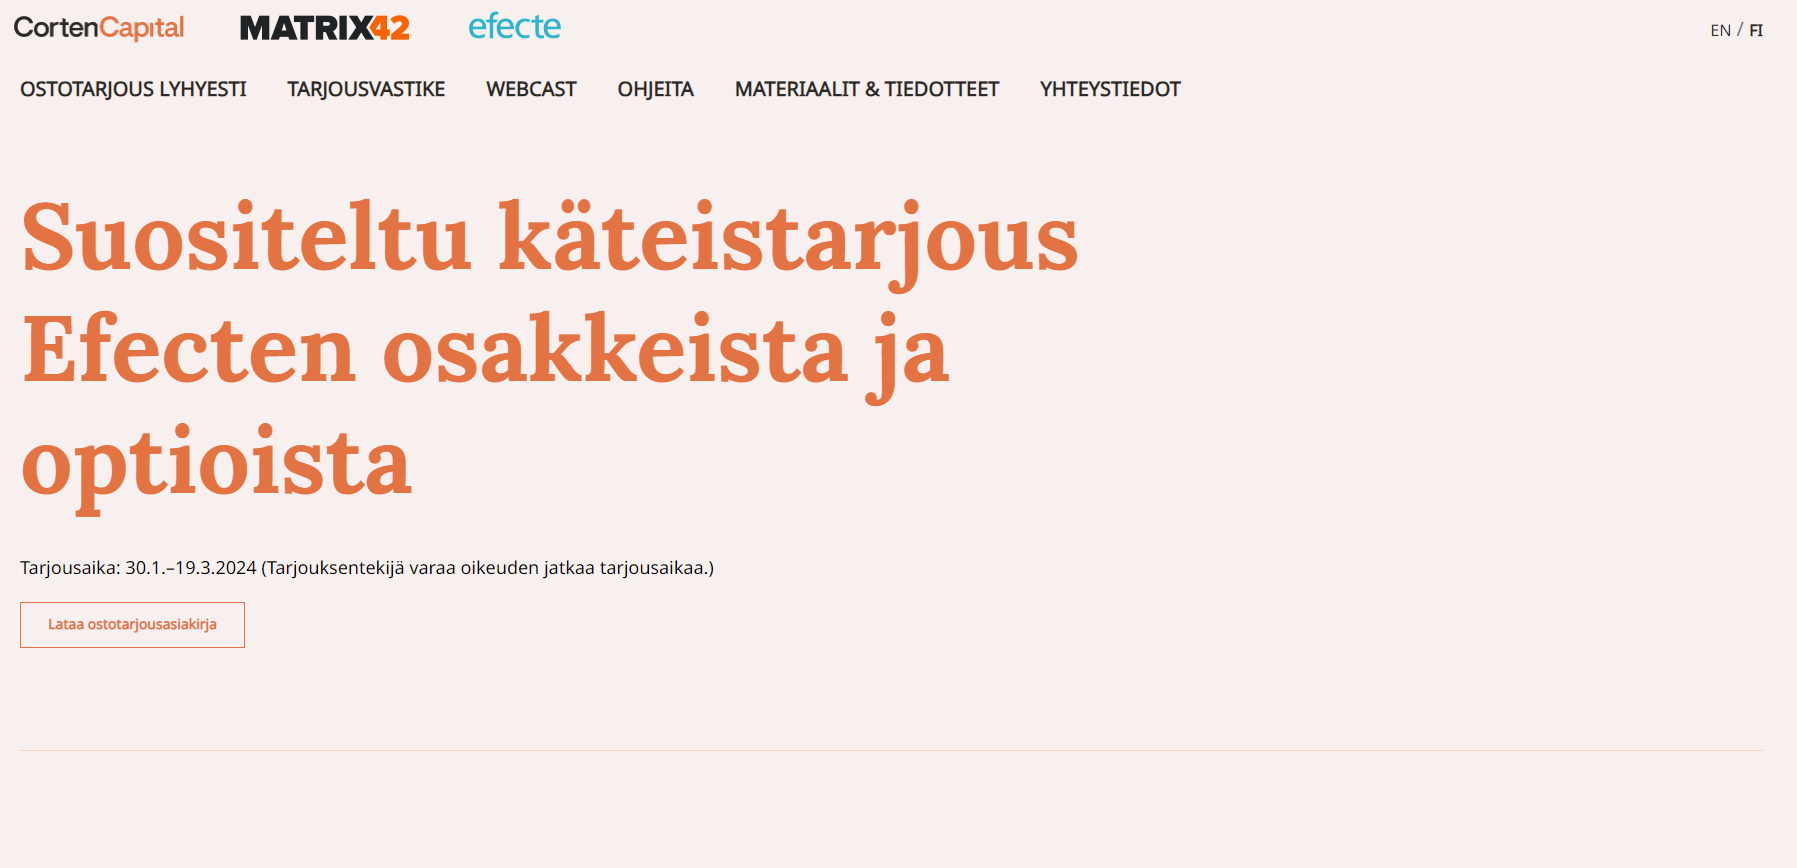 CortenCapital MATRIX42 efecte EN / FI
OSTOTARJOUS LYHYESTI TARJOUSVASTIKE WEBCAST OHJEITA MATERIAALIT & TIEDOTTEET YHTEYSTIEDOT
Suositeltu käteistarjous
Efecten osakkeista ja
optioista
Tarjousaika: 30.1.–19.3.2024 (Tarjouksentekijä varaa oikeuden jatkaa tarjousaikaa.)
Lataa ostotarjousasiakirja